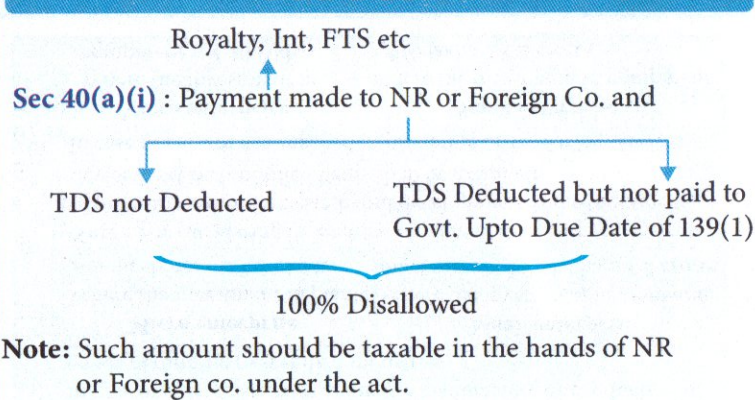 Royalty, Int, FTS etc
Sec 40(a)(i) : Payment made to NR or Foreign Co. and
TDS not Deducted
TDS Deducted but not paid to
Govt. Upto Due Date of 139(1)
100% Disallowed
Note: Such amount should be taxable in the hands of NR
or Foreign co. under the act.